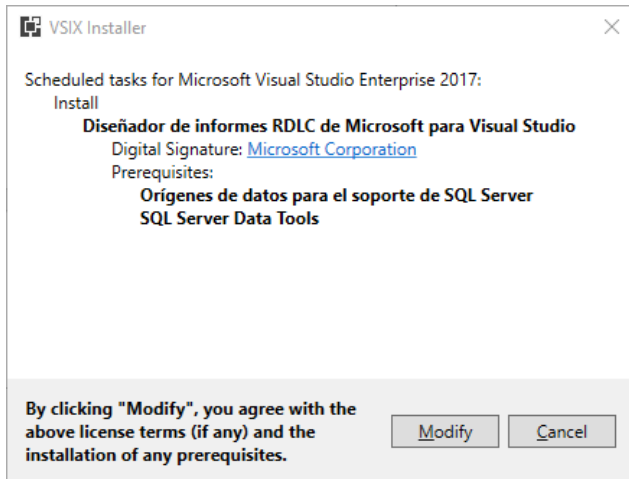 VSIX Installer
Scheduled tasks for Microsoft Visual Studio Enterprise 2017:
Install
Diseñador de informes RDLC de Microsoft para Visual Studio
Digital Signature: Microsoft Corporation
Prerequisites:
Orígenes de datos para el soporte de SQL Server
SQL Server Data Tools
By clicking "Modify", you agree with the
above license terms (if any) and the
installation of any prerequisites.
Modify
Cancel